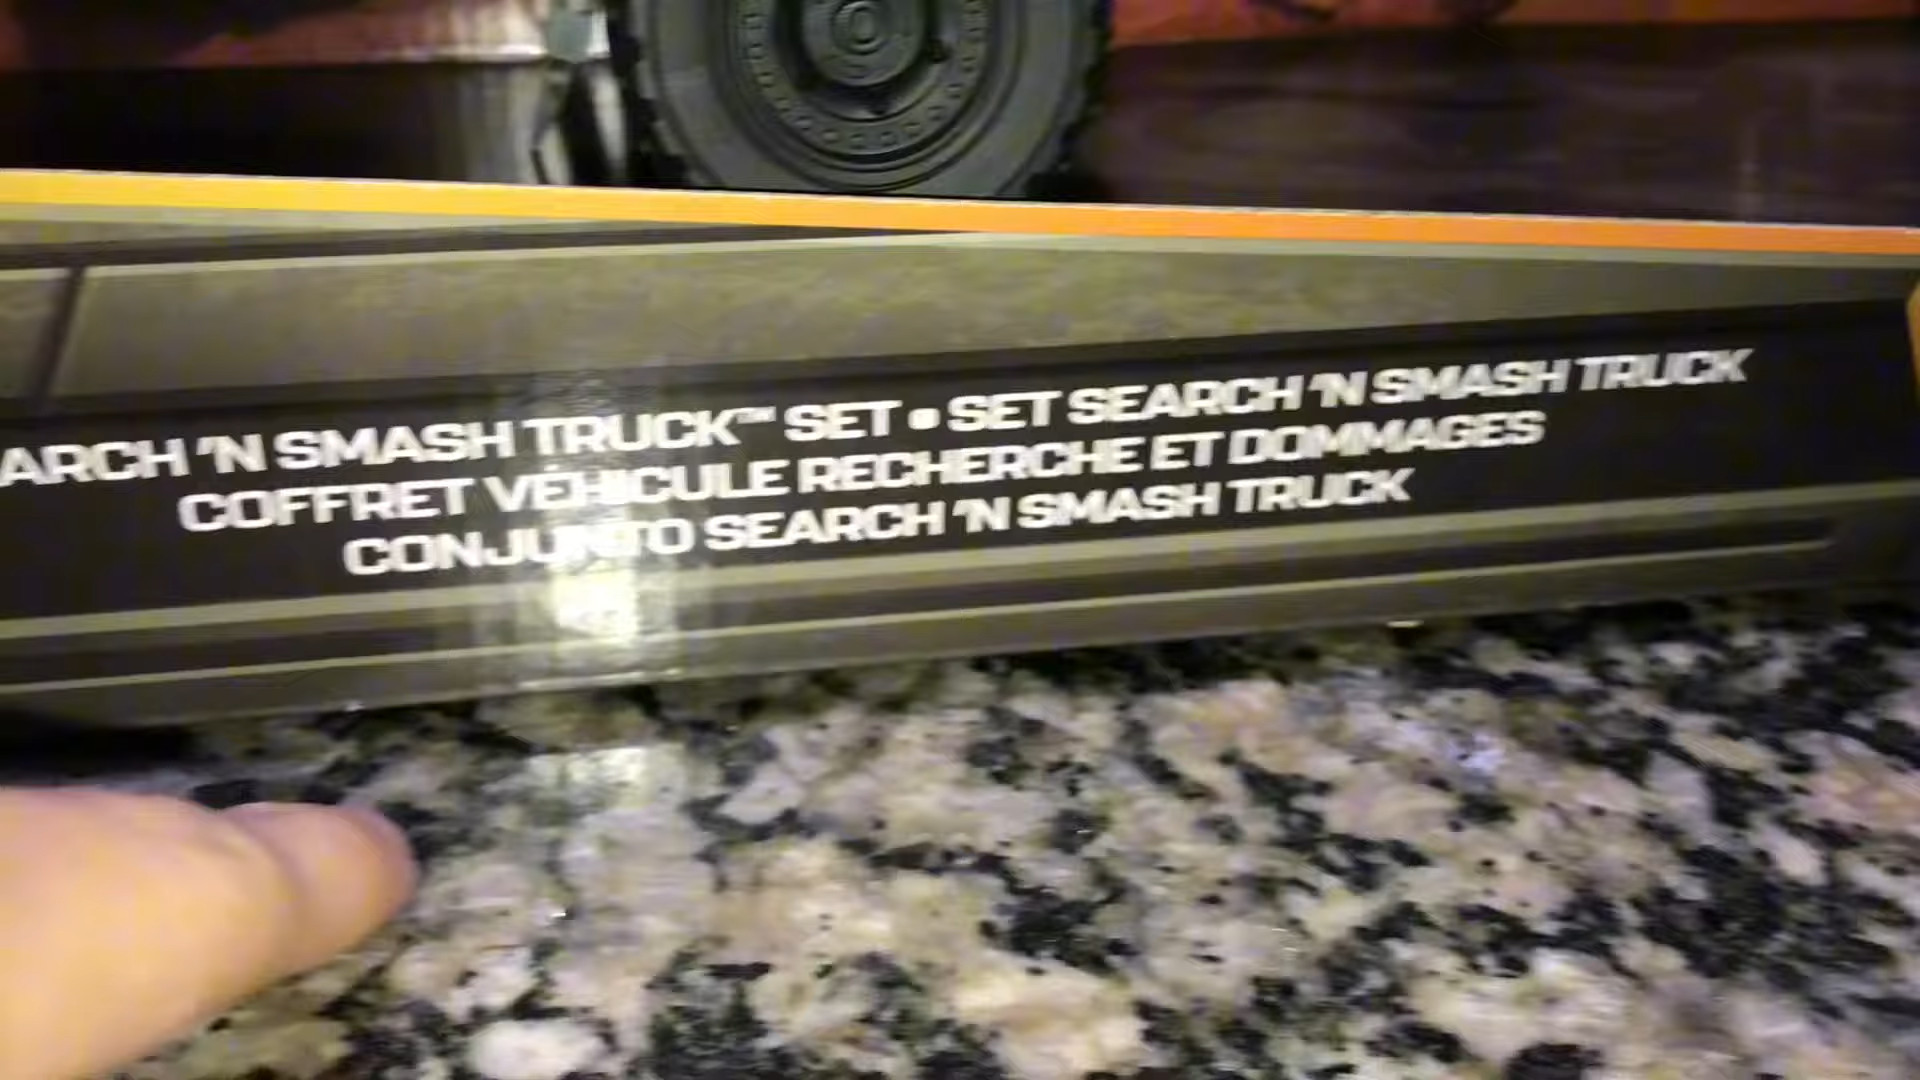 ARCH 'N SMASH TRUCK™ SET • SET SEARCH 'N SMASH TRUCK
COFFRET VÉHICULE RECHERCHE ET DOMMAGES
CONJUNTO SEARCH 'N SMASH TRUCK